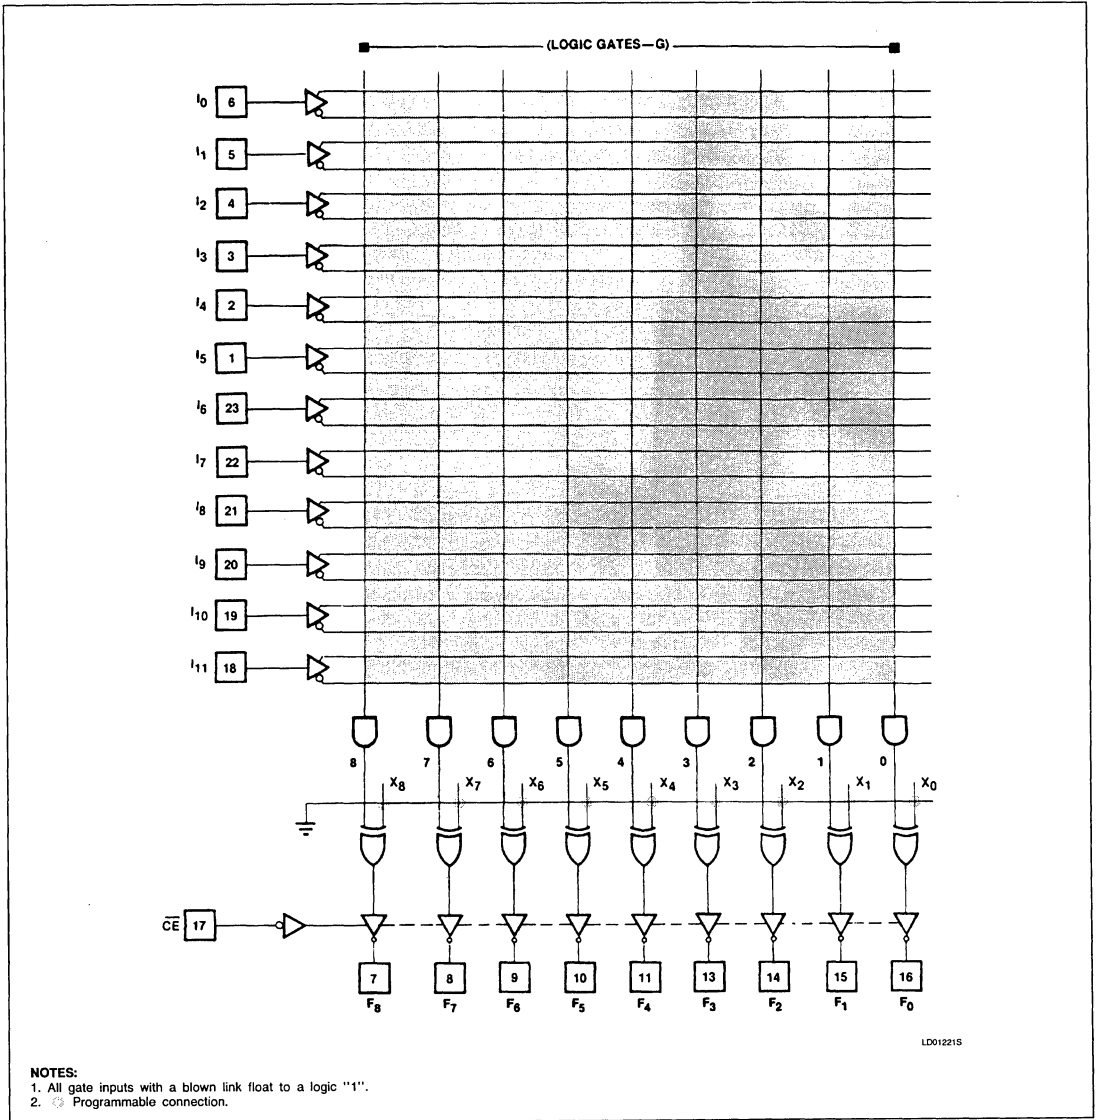 (LOGIC GATES—G)
I0 6
I1 5
I2 4
I3 3
I4 2
I5 1
I6 23
I7 22
I8 21
I9 20
I10 19
I11 18
8 7 6 5 4 3 2 1 0
X8 X7 X6 X5 X4 X3 X2 X1 X0
CE 17
7 8 9 10 11 13 14 15 16
F8 F7 F6 F5 F4 F3 F2 F1 F0
LD01221S
NOTES:
1. All gate inputs with a blown link float to a logic "1".
2. Programmable connection.